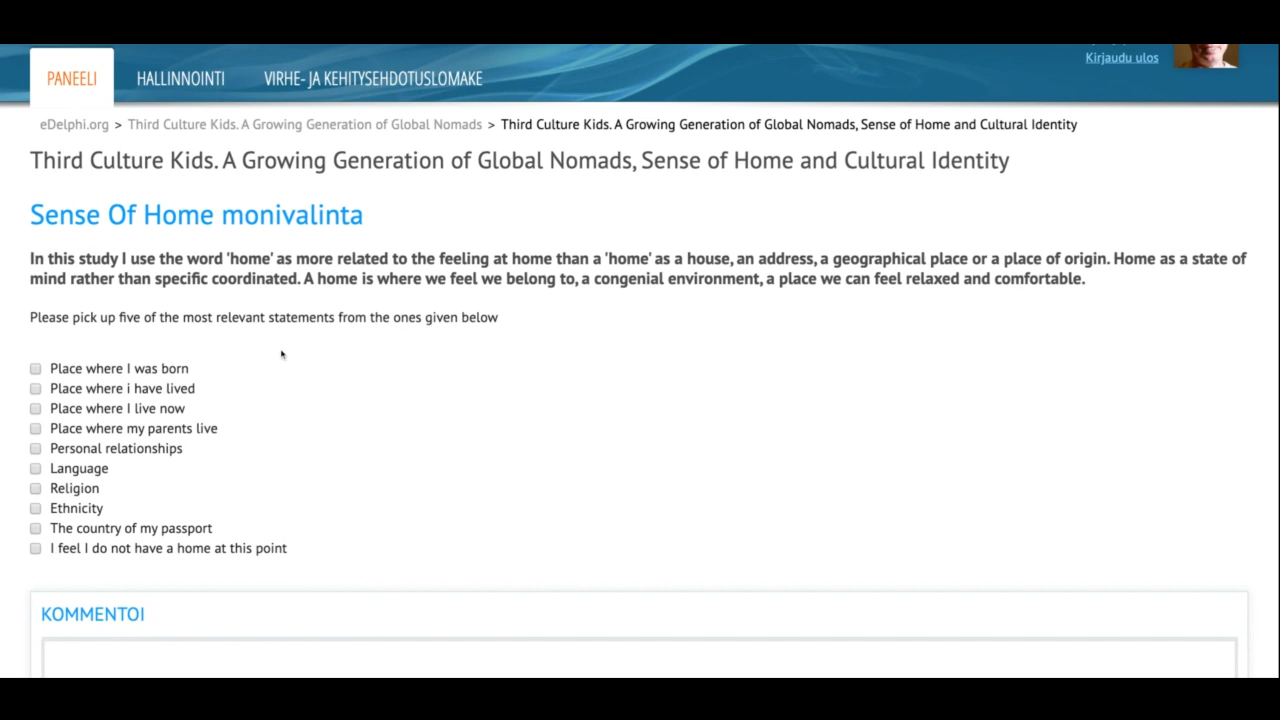 PANEELI HALLINNOINTI VIRHE- JA KEHITYSEHDOTUSLOMAKE Kirjaudu ulos
eDelphi.org > Third Culture Kids. A Growing Generation of Global Nomads > Third Culture Kids. A Growing Generation of Global Nomads, Sense of Home and Cultural Identity
Third Culture Kids. A Growing Generation of Global Nomads, Sense of Home and Cultural Identity
Sense Of Home monivalinta
In this study I use the word 'home' as more related to the feeling at home than a 'home' as a house, an address, a geographical place or a place of origin. Home as a state of
mind rather than specific coordinated. A home is where we feel we belong to, a congenial environment, a place we can feel relaxed and comfortable.
Please pick up five of the most relevant statements from the ones given below
Place where I was born
Place where i have lived
Place where I live now
Place where my parents live
Personal relationships
Language
Religion
Ethnicity
The country of my passport
I feel I do not have a home at this point
KOMMENTOI